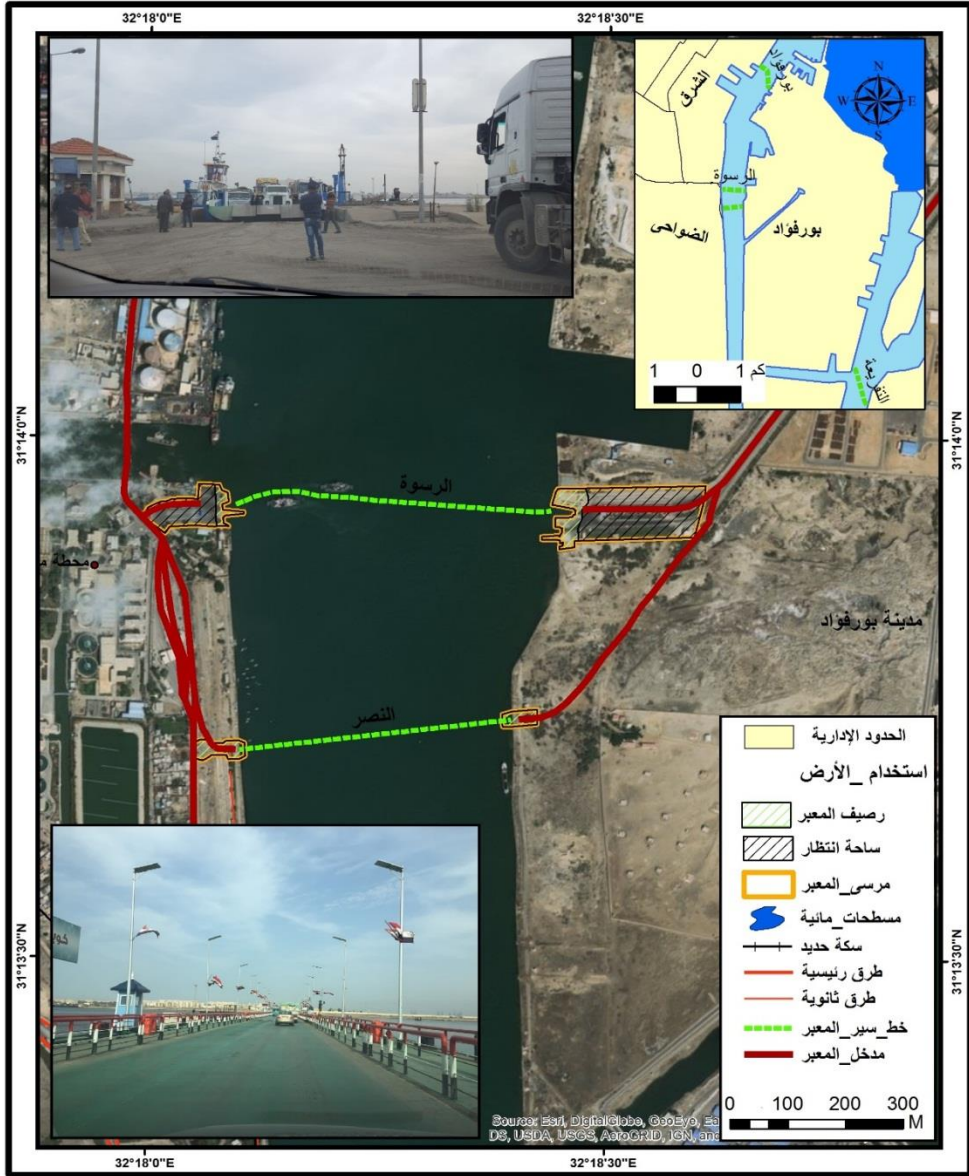 32°18'0"E
32°18'30"E
31°14'0"N
31°14'0"N
31°13'30"N
31°13'30"N
32°18'0"E
32°18'30"E
الشرق
بورفؤاد
الرسوة
الضواحى
بورفؤاد
التفريعة
N
W
E
S
1 0 1 كم
الرسوة
محطة م
مدينة بورفؤاد
النصر
الحدود الإدارية
استخدام _الأرض
رصيف المعبر
ساحة انتظار
مرسى_المعبر
مسطحات_مائية
سكة حديد
طرق رئيسية
طرق ثانوية
خط_سير_المعبر
مدخل_المعبر
0 100 200 300
M
Source: Esri, DigitalGlobe, GeoEye, Ea
DS, USDA, USGS, AeroGRID, IGN, and